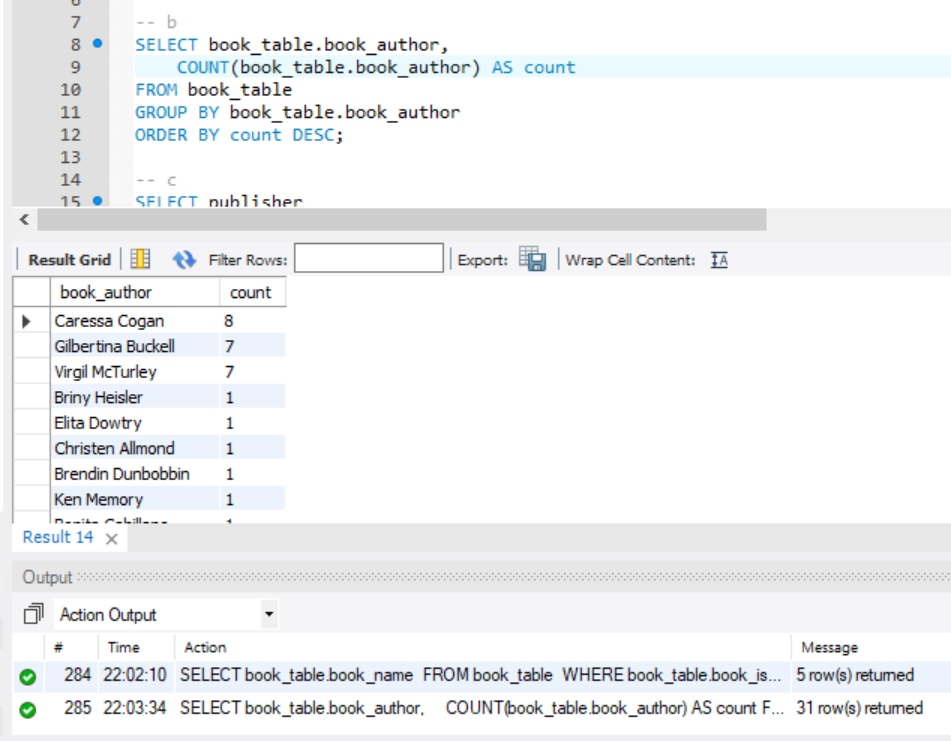 7 -- b
8 SELECT book_table.book_author,
9 COUNT(book_table.book_author) AS count
10 FROM book_table
11 GROUP BY book_table.book_author
12 ORDER BY count DESC;
13
14 -- c
15 SELECT publisher
Result Grid Filter Rows: Export: Wrap Cell Content: IA
book_author count
Caressa Cogan 8
Gilbertina Buckell 7
Virgil McTurley 7
Briny Heisler 1
Elita Dowtry 1
Christen Allmond 1
Brendin Dunbobbin 1
Ken Memory 1
Result 14 ×
Output
Action Output
# Time Action Message
284 22:02:10 SELECT book_table.book_name FROM book_table WHERE book_table.book_is... 5 row(s) returned
285 22:03:34 SELECT book_table.book_author, COUNT(book_table.book_author) AS count F... 31 row(s) returned